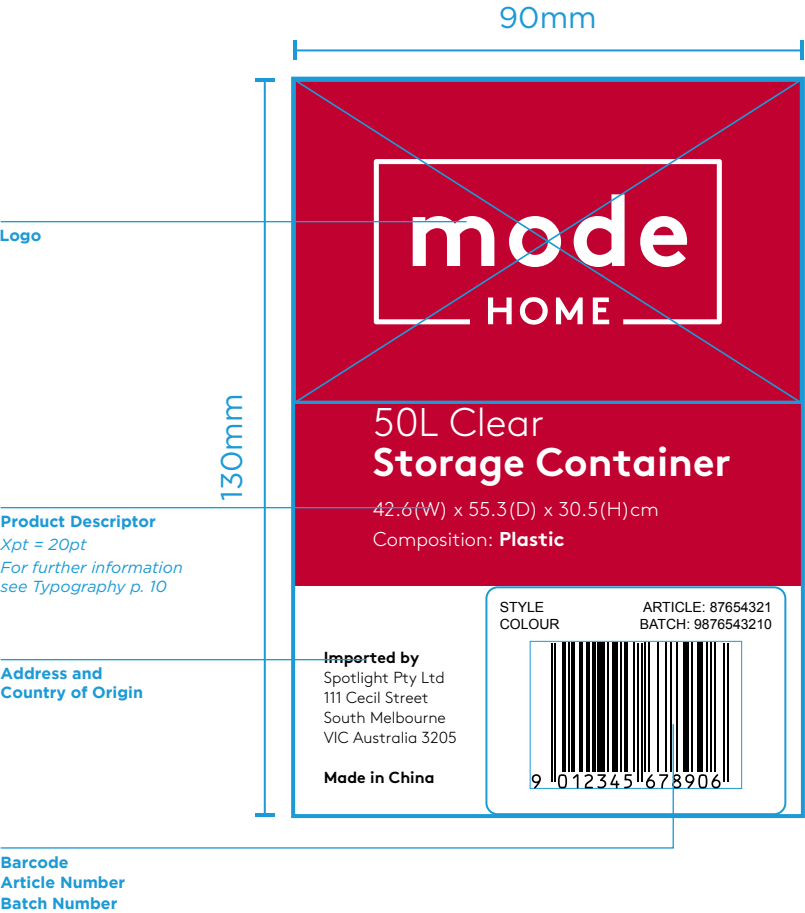 90mm
130mm
Logo
mode
HOME
50L Clear
Storage Container
42.6(W) x 55.3(D) x 30.5(H)cm
Composition: Plastic
Product Descriptor
Xpt = 20pt
For further information
see Typography p. 10
STYLE ARTICLE: 87654321
COLOUR BATCH: 9876543210
Address and
Country of Origin
Imported by
Spotlight Pty Ltd
111 Cecil Street
South Melbourne
VIC Australia 3205
Made in China
9 012345 678906
Barcode
Article Number
Batch Number